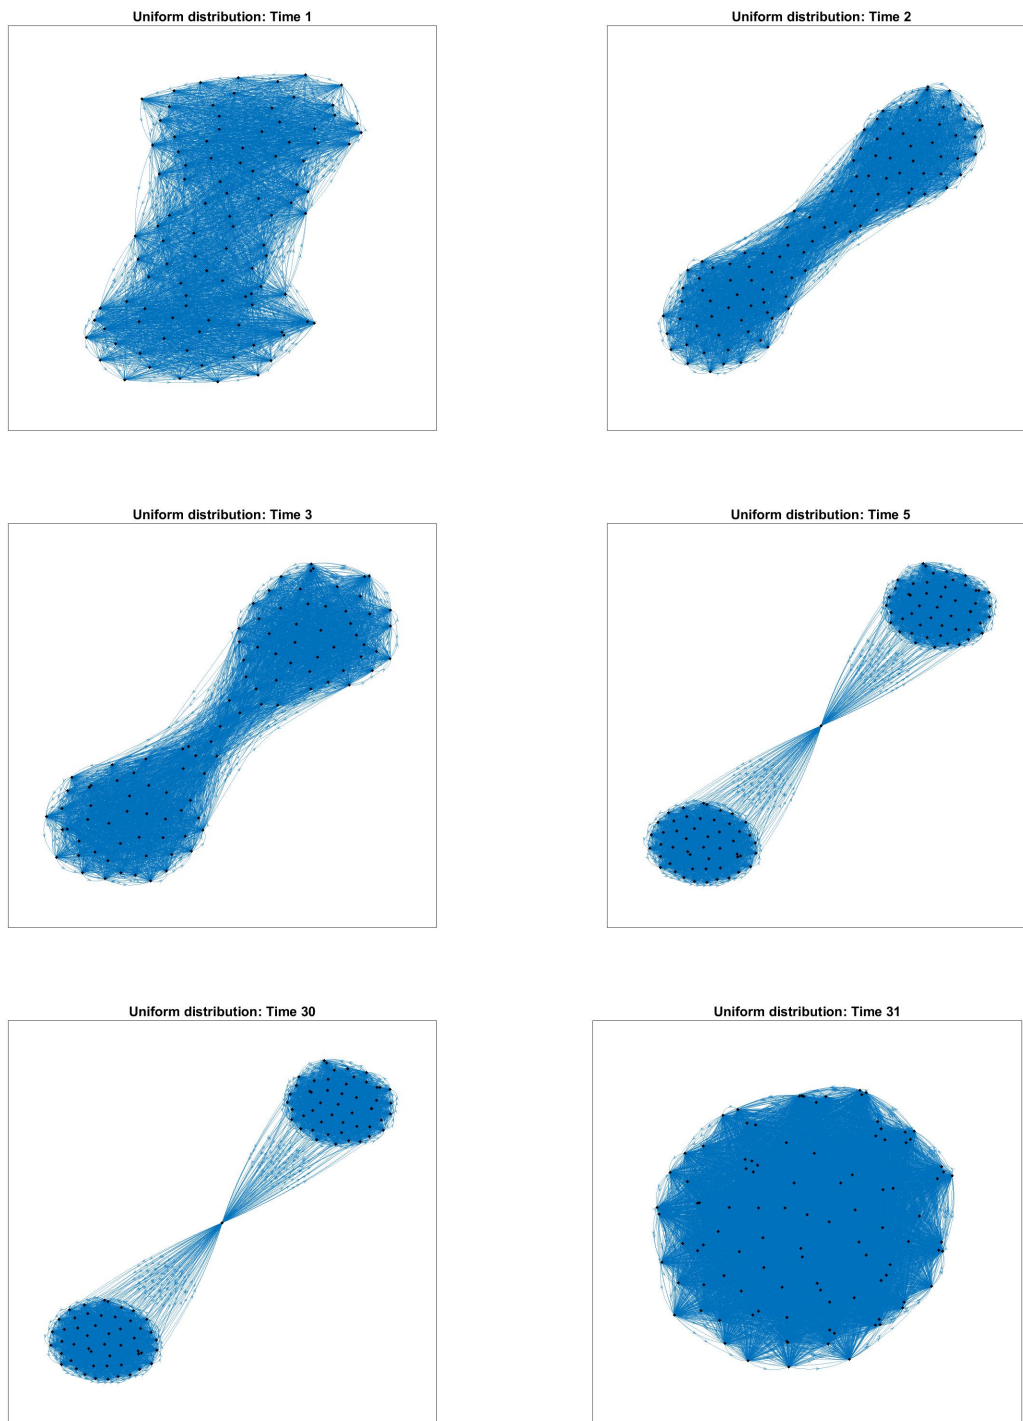 Uniform distribution: Time 1
Uniform distribution: Time 2
Uniform distribution: Time 3
Uniform distribution: Time 5
Uniform distribution: Time 30
Uniform distribution: Time 31